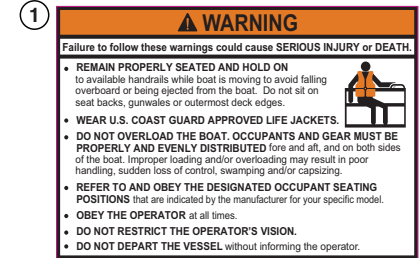 1
WARNING
Failure to follow these warnings could cause SERIOUS INJURY or DEATH.
• REMAIN PROPERLY SEATED AND HOLD ON
to available handrails while boat is moving to avoid falling
overboard or being ejected from the boat. Do not sit on
seat backs, gunwales or outermost deck edges.
• WEAR U.S. COAST GUARD APPROVED LIFE JACKETS.
• DO NOT OVERLOAD THE BOAT. OCCUPANTS AND GEAR MUST BE
PROPERLY AND EVENLY DISTRIBUTED fore and aft, and on both sides
of the boat. Improper loading and/or overloading may result in poor
handling, sudden loss of control, swamping and/or capsizing.
• REFER TO AND OBEY THE DESIGNATED OCCUPANT SEATING
POSITIONS that are indicated by the manufacturer for your specific model.
• OBEY THE OPERATOR at all times.
• DO NOT RESTRICT THE OPERATOR'S VISION.
• DO NOT DEPART THE VESSEL without informing the operator.